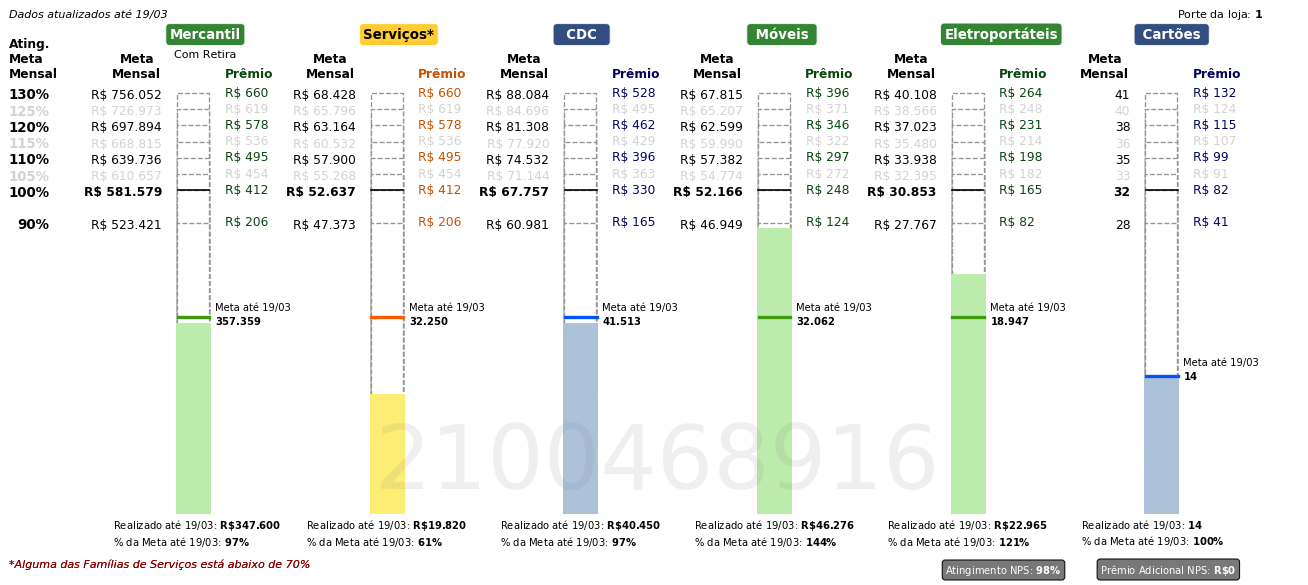 Dados atualizados até 19/03
Porte da loja: 1
Mercantil Serviços* CDC Móveis Eletroportáteis Cartões
Com Retira
Ating. Meta Mensal
Meta Mensal Prêmio Meta Mensal Prêmio Meta Mensal Prêmio Meta Mensal Prêmio Meta Mensal Prêmio Meta Mensal Prêmio
130% R$ 756.052 R$ 660 R$ 68.428 R$ 660 R$ 88.084 R$ 528 R$ 67.815 R$ 396 R$ 40.108 R$ 264 41 R$ 132
125% R$ 726.973 R$ 619 R$ 65.796 R$ 619 R$ 84.696 R$ 495 R$ 65.207 R$ 371 R$ 38.566 R$ 248 40 R$ 124
120% R$ 697.894 R$ 578 R$ 63.164 R$ 578 R$ 81.308 R$ 462 R$ 62.599 R$ 346 R$ 37.023 R$ 231 38 R$ 115
115% R$ 668.815 R$ 536 R$ 60.532 R$ 536 R$ 77.920 R$ 429 R$ 59.990 R$ 322 R$ 35.480 R$ 214 36 R$ 107
110% R$ 639.736 R$ 495 R$ 57.900 R$ 495 R$ 74.532 R$ 396 R$ 57.382 R$ 297 R$ 33.938 R$ 198 35 R$ 99
105% R$ 610.657 R$ 454 R$ 55.268 R$ 454 R$ 71.144 R$ 363 R$ 54.774 R$ 272 R$ 32.395 R$ 182 33 R$ 91
100% R$ 581.579 R$ 412 R$ 52.637 R$ 412 R$ 67.757 R$ 330 R$ 52.166 R$ 248 R$ 30.853 R$ 165 32 R$ 82
90% R$ 523.421 R$ 206 R$ 47.373 R$ 206 R$ 60.981 R$ 165 R$ 46.949 R$ 124 R$ 27.767 R$ 82 28 R$ 41
Meta até 19/03 Meta até 19/03 Meta até 19/03 Meta até 19/03 Meta até 19/03
357.359 32.250 41.513 32.062 18.947
Meta até 19/03
14
2100468916
Realizado até 19/03: R$347.600 Realizado até 19/03: R$19.820 Realizado até 19/03: R$40.450 Realizado até 19/03: R$46.276 Realizado até 19/03: R$22.965 Realizado até 19/03: 14
% da Meta até 19/03: 97% % da Meta até 19/03: 61% % da Meta até 19/03: 97% % da Meta até 19/03: 144% % da Meta até 19/03: 121% % da Meta até 19/03: 100%
*Alguma das Famílias de Serviços está abaixo de 70%
Atingimento NPS: 98% Prêmio Adicional NPS: R$0